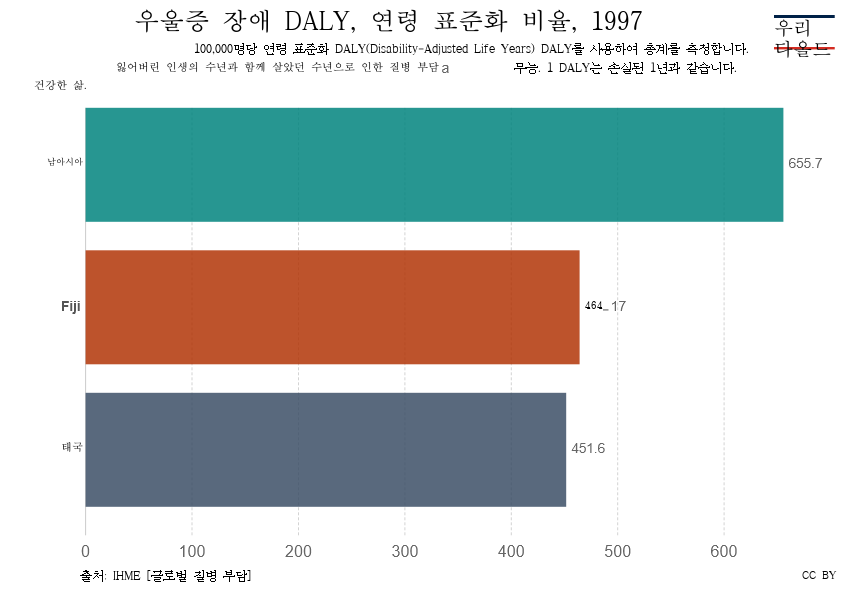 우울증 장애 DALY, 연령 표준화 비율, 1997
우리
다올드
100,000명당 연령 표준화 DALY(Disability-Adjusted Life Years) DALY를 사용하여 총계를 측정합니다.
잃어버린 인생의 수년과 함께 살았던 수년으로 인한 질병 부담 a 무능. 1 DALY는 손실된 1년과 같습니다.
건강한 삶.
남아시아 655.7
Fiji 464_17
태국 451.6
0 100 200 300 400 500 600
출처: IHME [글로벌 질병 부담]
CC BY